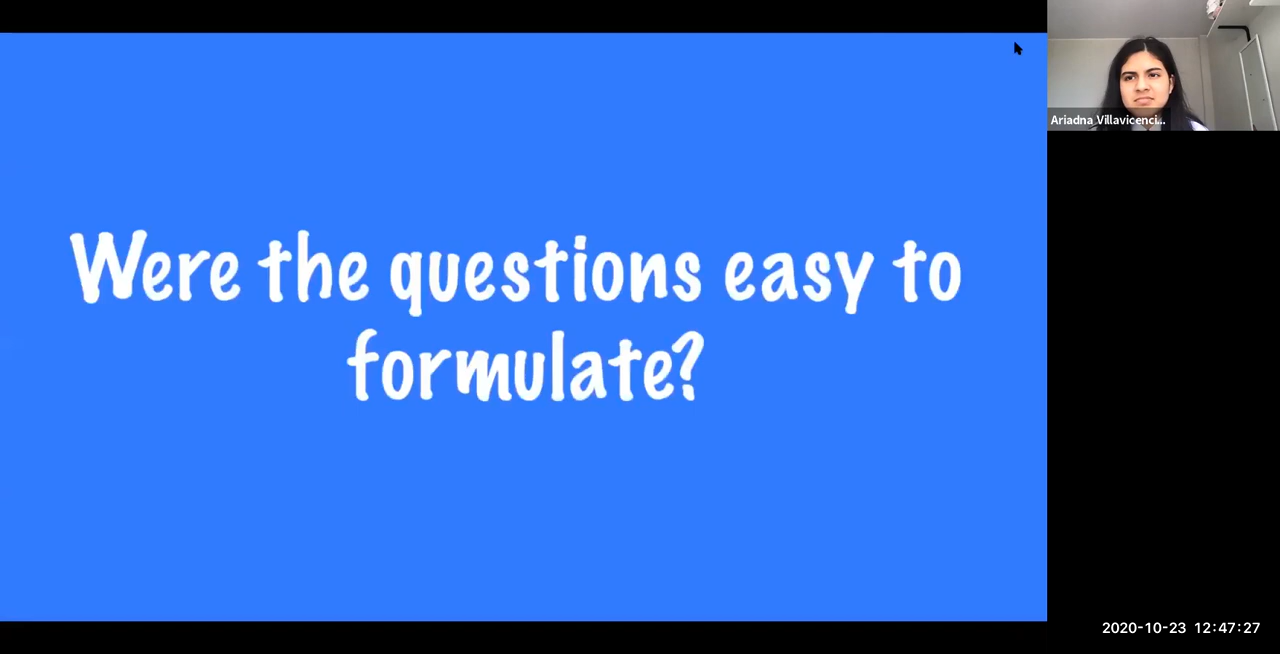 Were the questions easy to
formulate?
Ariadna Villavicenci...
2020-10-23 12:47:27